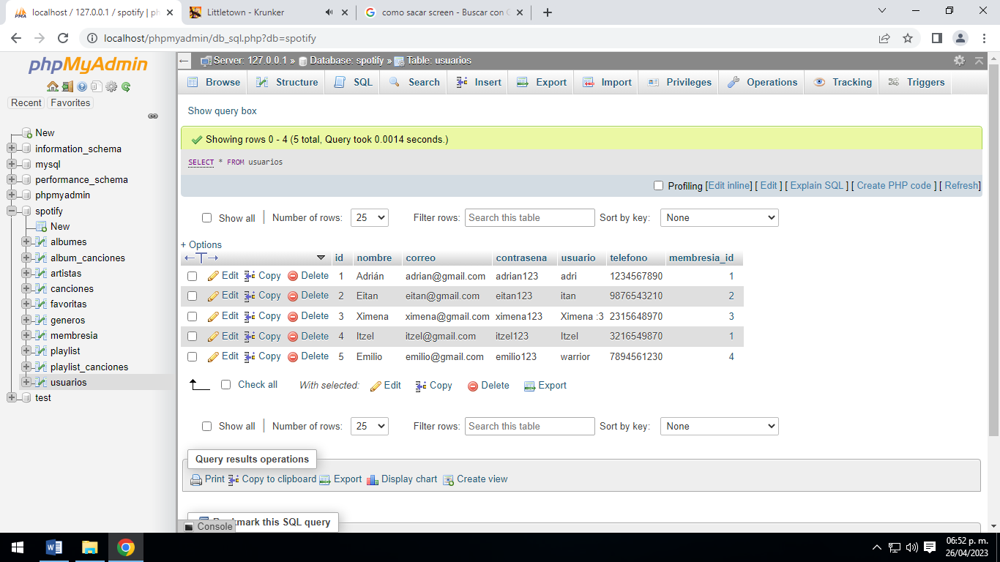 localhost / 127.0.0.1 / spotify | ph
Littletown - Krunker
como sacar screen - Buscar con G
localhost/phpmyadmin/db_sql.php?db=spotify
phpMyAdmin
Recent Favorites
New
information_schema
mysql
performance_schema
phpmyadmin
spotify
New
albumes
album_canciones
artistas
canciones
favoritas
generos
membresia
playlist
playlist_canciones
usuarios
test
Server: 127.0.0.1 » Database: spotify » Table: usuarios
Browse Structure SQL Search Insert Export Import Privileges Operations Tracking Triggers
Show query box
Showing rows 0 - 4 (5 total, Query took 0.0014 seconds.)
SELECT * FROM usuarios
Profiling [Edit inline] [ Edit ] [ Explain SQL ] [ Create PHP code ] [ Refresh]
Show all | Number of rows: 25 Filter rows: Search this table Sort by key: None
+ Options
←T→ id nombre correo contrasena usuario telefono membresia_id
Edit Copy Delete 1 Adrián adrian@gmail.com adrian123 adri 1234567890 1
Edit Copy Delete 2 Eitan eitan@gmail.com eitan123 itan 9876543210 2
Edit Copy Delete 3 Ximena ximena@gmail.com ximena123 Ximena :3 2315648970 3
Edit Copy Delete 4 Itzel itzel@gmail.com itzel123 Itzel 3216549870 1
Edit Copy Delete 5 Emilio emilio@gmail.com emilio123 warrior 7894561230 4
Check all With selected: Edit Copy Delete Export
Show all | Number of rows: 25 Filter rows: Search this table Sort by key: None
Query results operations
Print Copy to clipboard Export Display chart Create view
Bookmark this SQL query
Console
06:52 p. m.
26/04/2023